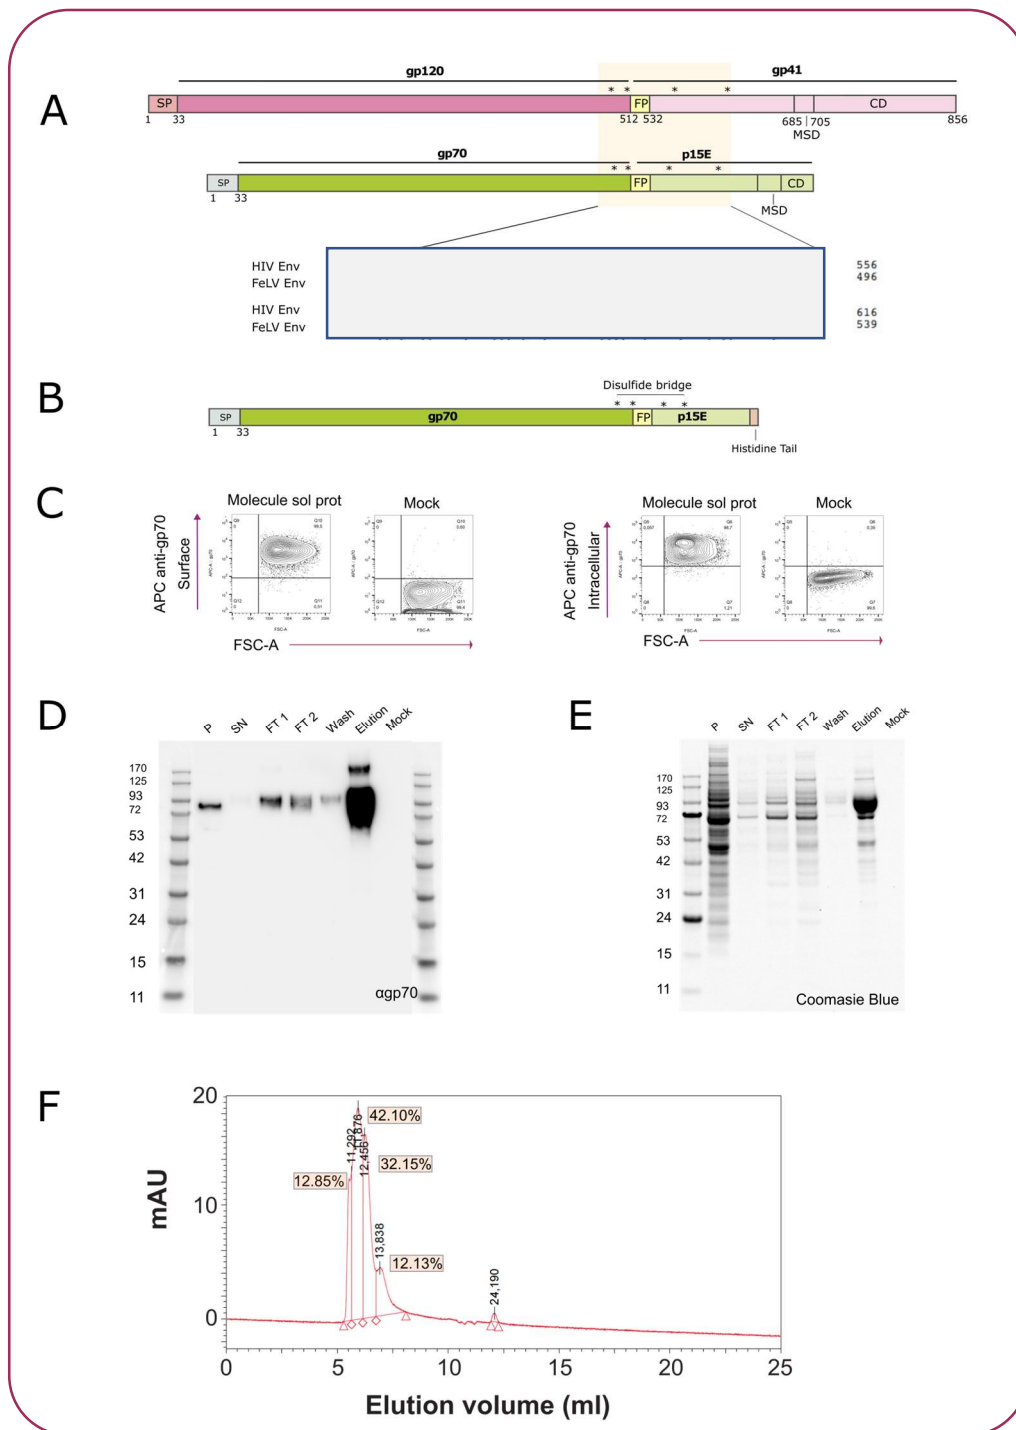 A
gp120
gp41
* * * *
SP
FP
CD
1 33 512 532 685 705 856
MSD
gp70
p15E
* * * *
SP
FP
CD
1 33
MSD
HIV Env 556
FeLV Env 496
HIV Env 616
FeLV Env 539
B
Disulfide bridge
* * * *
SP
gp70
FP
p15E
1 33
Histidine Tail
C
Molecule sol prot
Mock
APC anti-gp70
Surface
FSC-A
Molecule sol prot
Mock
APC anti-gp70
Intracellular
FSC-A
D
P SN FT 1 FT 2 Wash Elution Mock
170
125
93
72
53
42
31
24
15
11
αgp70
E
P SN FT 1 FT 2 Wash Elution Mock
170
125
93
72
53
42
31
24
15
11
Coomasie Blue
F
mAU
20
10
0
12.85%
42.10%
32.15%
12.13%
11,292
11,876
12,456
13,838
24,190
0 5 10 15 20 25
Elution volume (ml)